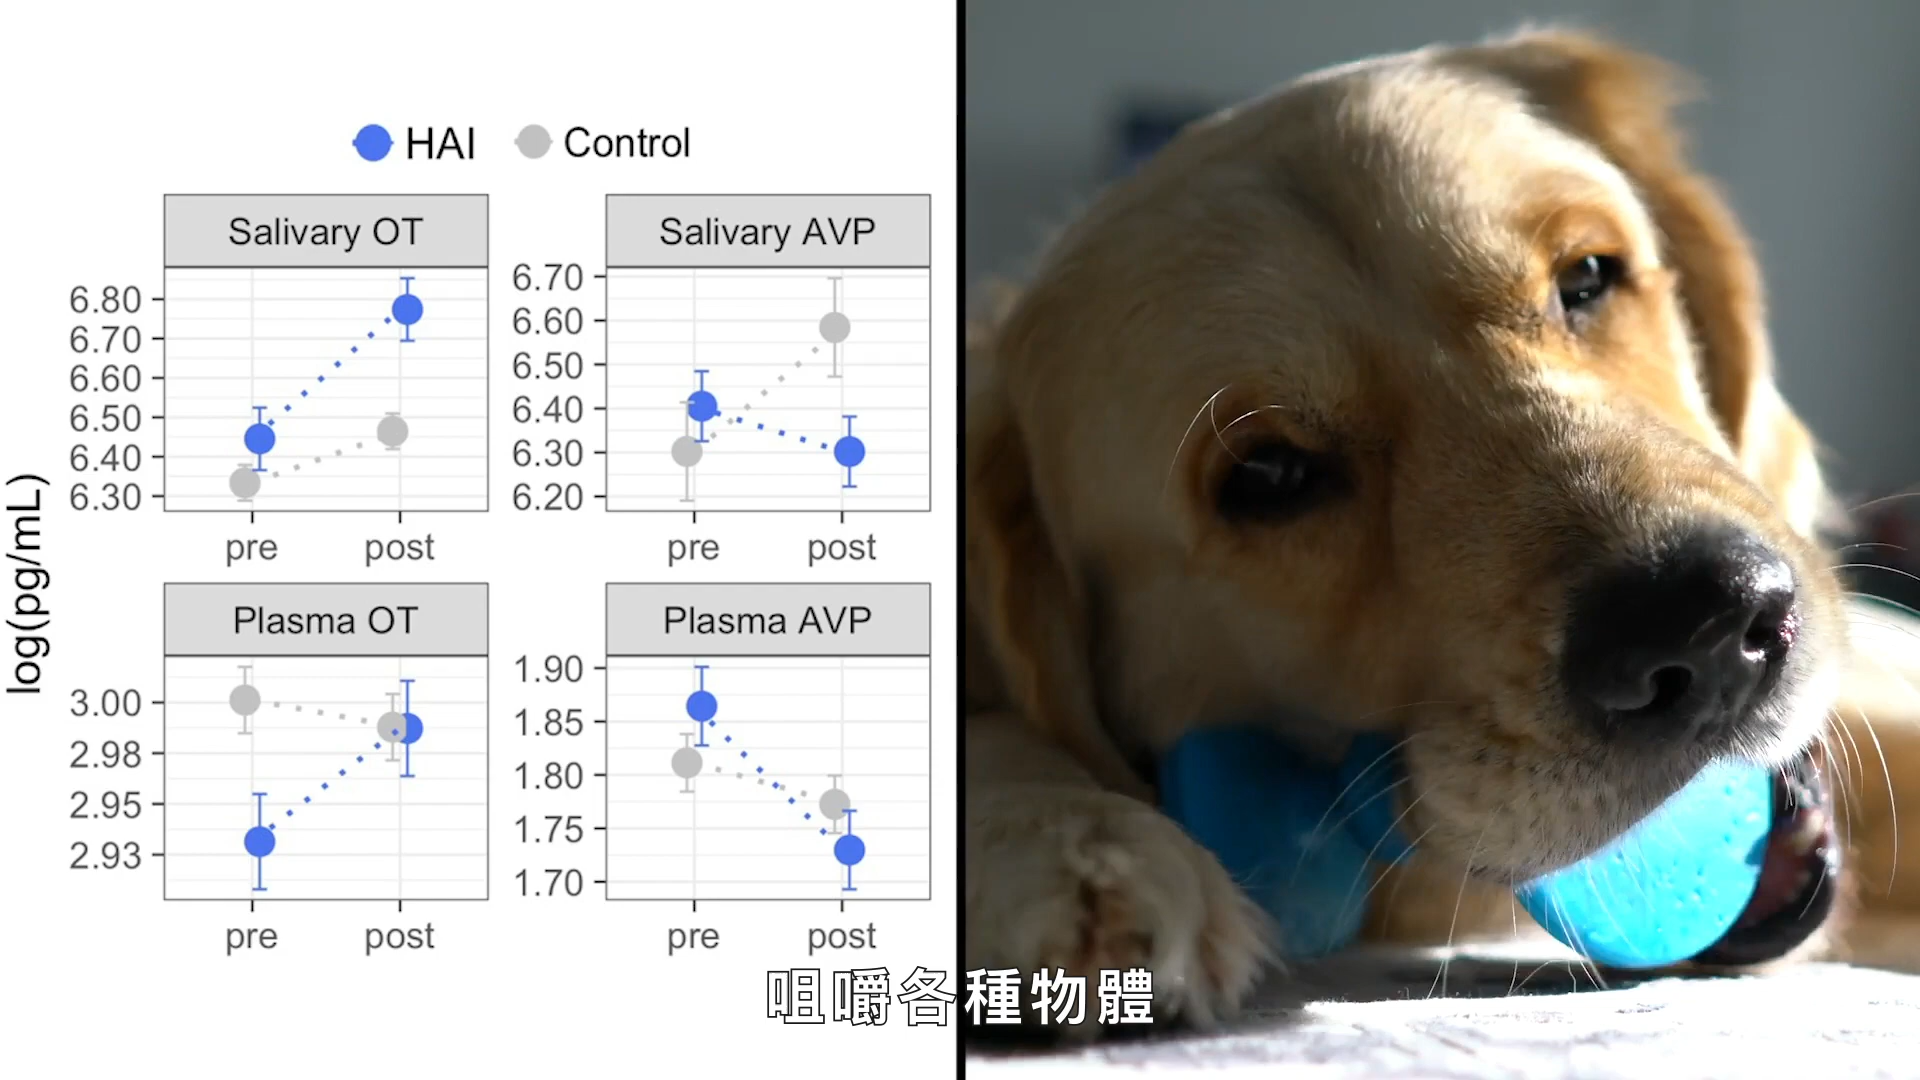 HAI Control
Salivary OT
Salivary AVP
6.80
6.70
6.60
6.50
6.40
6.30
6.70
6.60
6.50
6.40
6.30
6.20
pre post
pre post
log(pg/mL)
Plasma OT
Plasma AVP
3.00
2.98
2.95
2.93
1.90
1.85
1.80
1.75
1.70
pre post
pre post
咀嚼各種物體